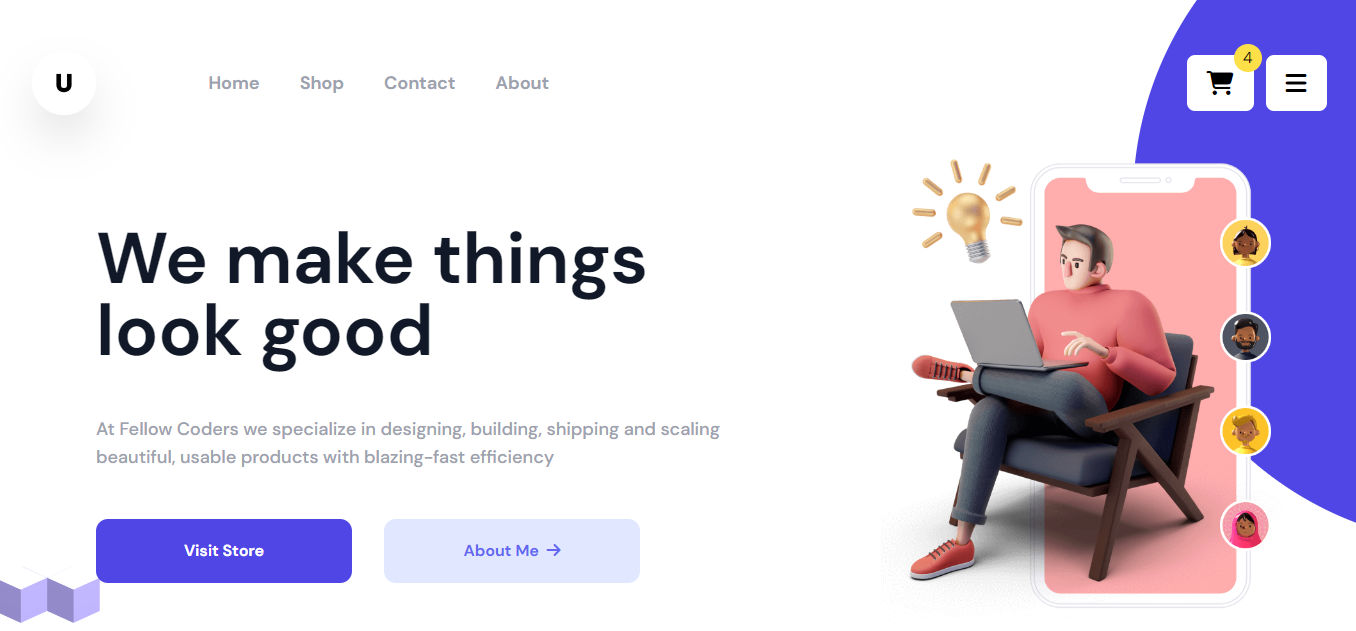 U
Home Shop Contact About
4
We make things
look good
At Fellow Coders we specialize in designing, building, shipping and scaling
beautiful, usable products with blazing-fast efficiency
Visit Store
About Me →